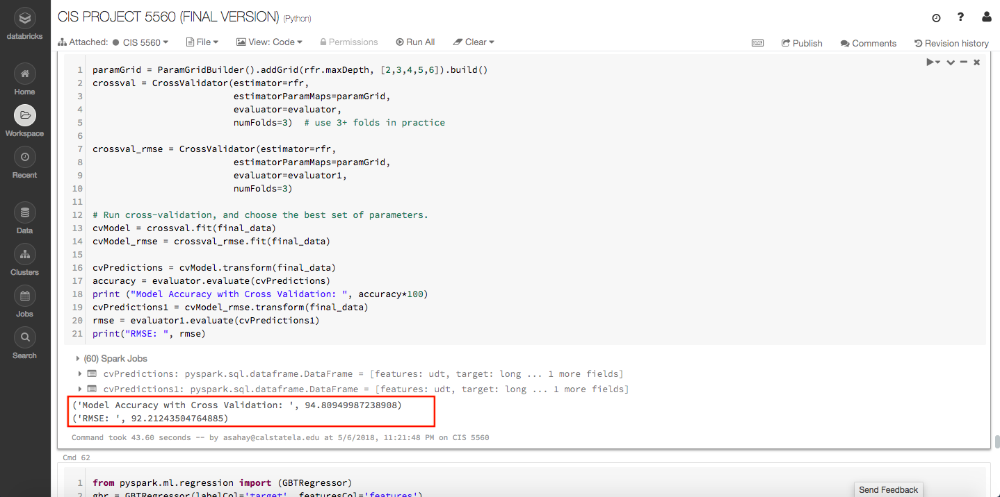 databricks
Home
Workspace
Recent
Data
Clusters
Jobs
Search
CIS PROJECT 5560 (FINAL VERSION) (Python)
?
Attached: CIS 5560 File View: Code Permissions Run All Clear Publish Comments Revision history
1 paramGrid = ParamGridBuilder().addGrid(rfr.maxDepth, [2,3,4,5,6]).build()
2 crossval = CrossValidator(estimator=rfr,
3 estimatorParamMaps=paramGrid,
4 evaluator=evaluator,
5 numFolds=3) # use 3+ folds in practice
6
7 crossval_rmse = CrossValidator(estimator=rfr,
8 estimatorParamMaps=paramGrid,
9 evaluator=evaluator1,
10 numFolds=3)
11
12 # Run cross-validation, and choose the best set of parameters.
13 cvModel = crossval.fit(final_data)
14 cvModel_rmse = crossval_rmse.fit(final_data)
15
16 cvPredictions = cvModel.transform(final_data)
17 accuracy = evaluator.evaluate(cvPredictions)
18 print ("Model Accuracy with Cross Validation: ", accuracy*100)
19 cvPredictions1 = cvModel_rmse.transform(final_data)
20 rmse = evaluator1.evaluate(cvPredictions1)
21 print("RMSE: ", rmse)
(60) Spark Jobs
cvPredictions: pyspark.sql.dataframe.DataFrame = [features: udt, target: long ... 1 more fields]
cvPredictions1: pyspark.sql.dataframe.DataFrame = [features: udt, target: long ... 1 more fields]
('Model Accuracy with Cross Validation: ', 94.80949987238908)
('RMSE: ', 92.21243504764885)
Command took 43.60 seconds -- by asahay@calstatela.edu at 5/6/2018, 11:21:48 PM on CIS 5560
Cmd 62
1 from pyspark.ml.regression import (GBTRegressor)
2 gbr = GBTRegressor(labelCol='target', featuresCol='features')
Send Feedback